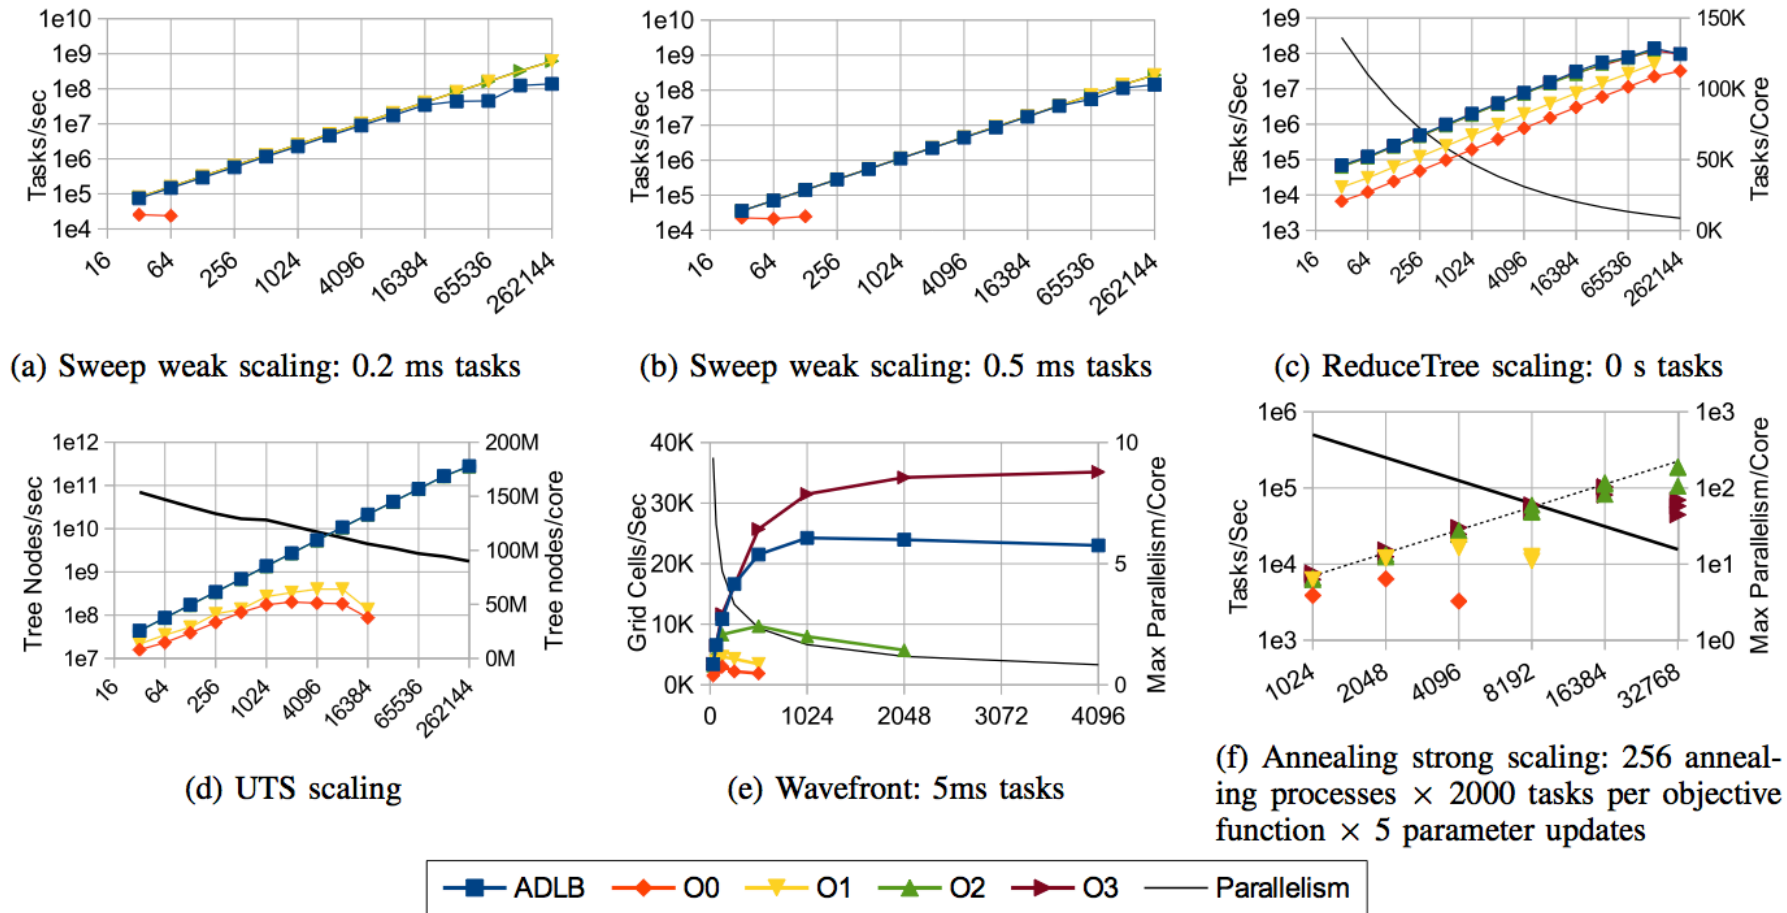 1e10
1e9
1e8
1e7
1e6
1e5
1e4
Tasks/sec
16
64
256
1024
4096
16384
65536
262144
(a) Sweep weak scaling: 0.2 ms tasks
1e10
1e9
1e8
1e7
1e6
1e5
1e4
Tasks/sec
16
64
256
1024
4096
16384
65536
262144
(b) Sweep weak scaling: 0.5 ms tasks
1e9
1e8
1e7
1e6
1e5
1e4
1e3
Tasks/Sec
150K
100K
50K
0K
Tasks/Core
16
64
256
1024
4096
16384
65536
262144
(c) ReduceTree scaling: 0 s tasks
1e12
1e11
1e10
1e9
1e8
1e7
Tree Nodes/sec
200M
150M
100M
50M
0M
Tree nodes/core
16
64
256
1024
4096
16384
65536
262144
(d) UTS scaling
40K
30K
20K
10K
0K
Grid Cells/Sec
10
5
0
Max Parallelism/Core
0
1024
2048
3072
4096
(e) Wavefront: 5ms tasks
1e6
1e5
1e4
1e3
Tasks/Sec
1e3
1e2
1e1
1e0
Max Parallelism/Core
1024
2048
4096
8192
16384
32768
(f) Annealing strong scaling: 256 anneal-
ing processes × 2000 tasks per objective
function × 5 parameter updates
ADLB O0 O1 O2 O3 Parallelism